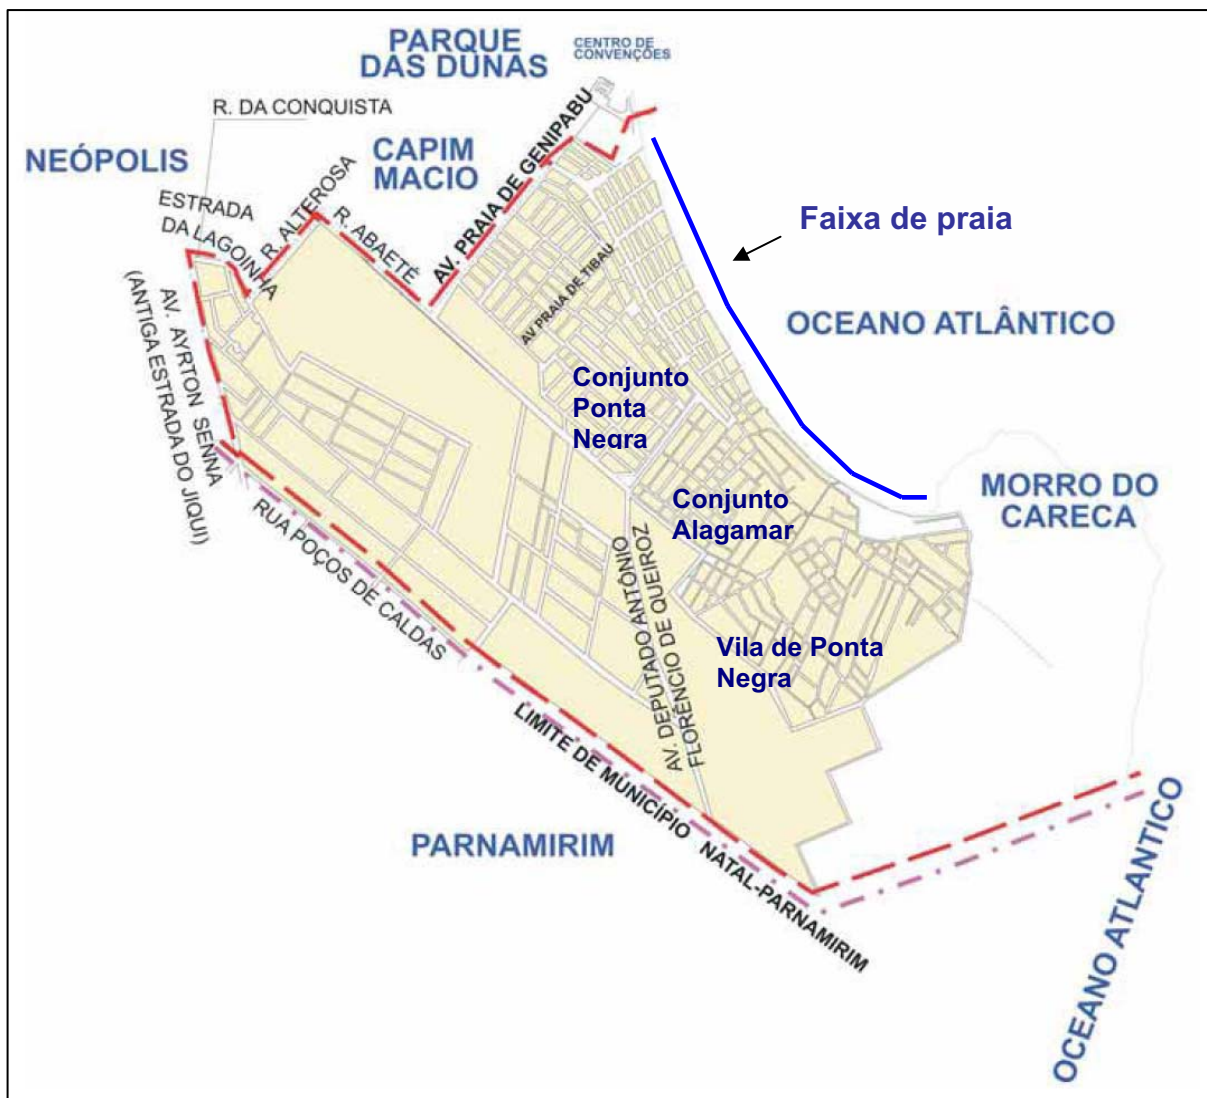 PARQUE
DAS DUNAS
CENTRO DE
CONVENÇÕES
R. DA CONQUISTA
NEÓPOLIS
CAPIM
MACIO
ESTRADA
DA LAGOINHA
R. ALTEROSA
R. ABAETÉ
AV. PRAIA DE GENIPABU
AV PRAIA DE TIBAU
Faixa de praia
OCEANO ATLÂNTICO
AV. AYRTON SENNA
(ANTIGA ESTRADA DO JIQUI)
Conjunto
Ponta
Negra
MORRO DO
CARECA
Conjunto
Alagamar
RUA POÇOS DE CALDAS
AV. DEPUTADO ANTÔNIO
FLORÊNCIO DE QUEIROZ
Vila de Ponta
Negra
LIMITE DE MUNICÍPIO NATAL-PARNAMIRIM
PARNAMIRIM
OCEANO ATLANTICO